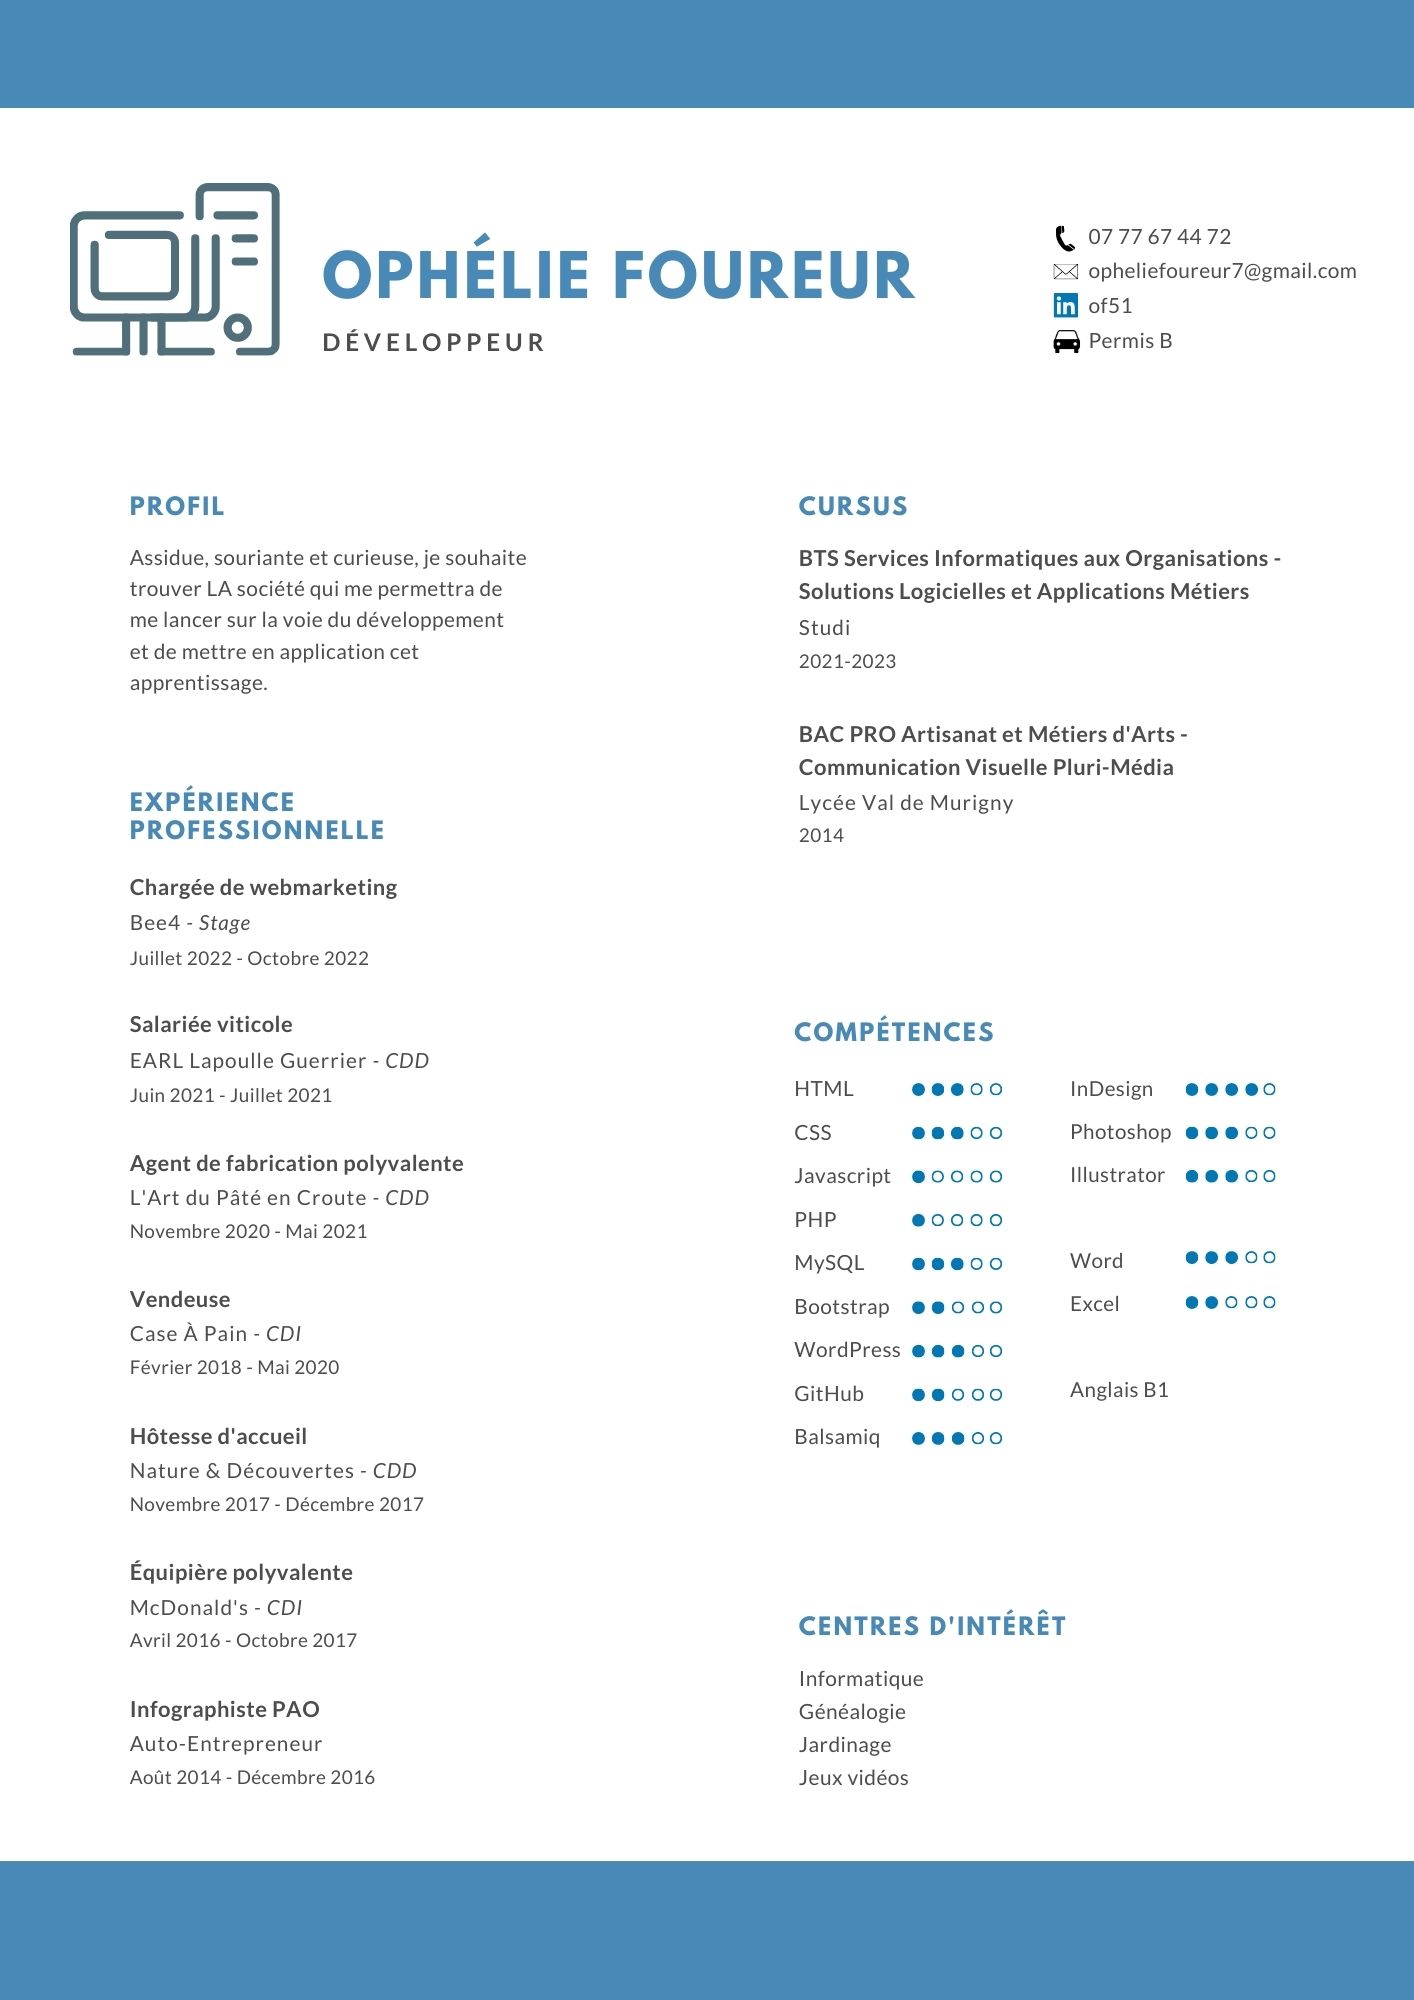 OPHÉLIE FOUREUR
DÉVELOPPEUR
07 77 67 44 72
opheliefoureur7@gmail.com
in of51
Permis B
PROFIL
Assidue, souriante et curieuse, je souhaite
trouver LA société qui me permettra de
me lancer sur la voie du développement
et de mettre en application cet
apprentissage.
EXPÉRIENCE
PROFESSIONNELLE
Chargée de webmarketing
Bee4 - Stage
Juillet 2022 - Octobre 2022
Salariée viticole
EARL Lapoulle Guerrier - CDD
Juin 2021 - Juillet 2021
Agent de fabrication polyvalente
L'Art du Pâté en Croute - CDD
Novembre 2020 - Mai 2021
Vendeuse
Case À Pain - CDI
Février 2018 - Mai 2020
Hôtesse d'accueil
Nature & Découvertes - CDD
Novembre 2017 - Décembre 2017
Équipière polyvalente
McDonald's - CDI
Avril 2016 - Octobre 2017
Infographiste PAO
Auto-Entrepreneur
Août 2014 - Décembre 2016
CURSUS
BTS Services Informatiques aux Organisations -
Solutions Logicielles et Applications Métiers
Studi
2021-2023
BAC PRO Artisanat et Métiers d'Arts -
Communication Visuelle Pluri-Média
Lycée Val de Murigny
2014
COMPÉTENCES
HTML
CSS
Javascript
PHP
MySQL
Bootstrap
WordPress
GitHub
Balsamiq
InDesign
Photoshop
Illustrator
Word
Excel
Anglais B1
CENTRES D'INTÉRÊT
Informatique
Généalogie
Jardinage
Jeux vidéos